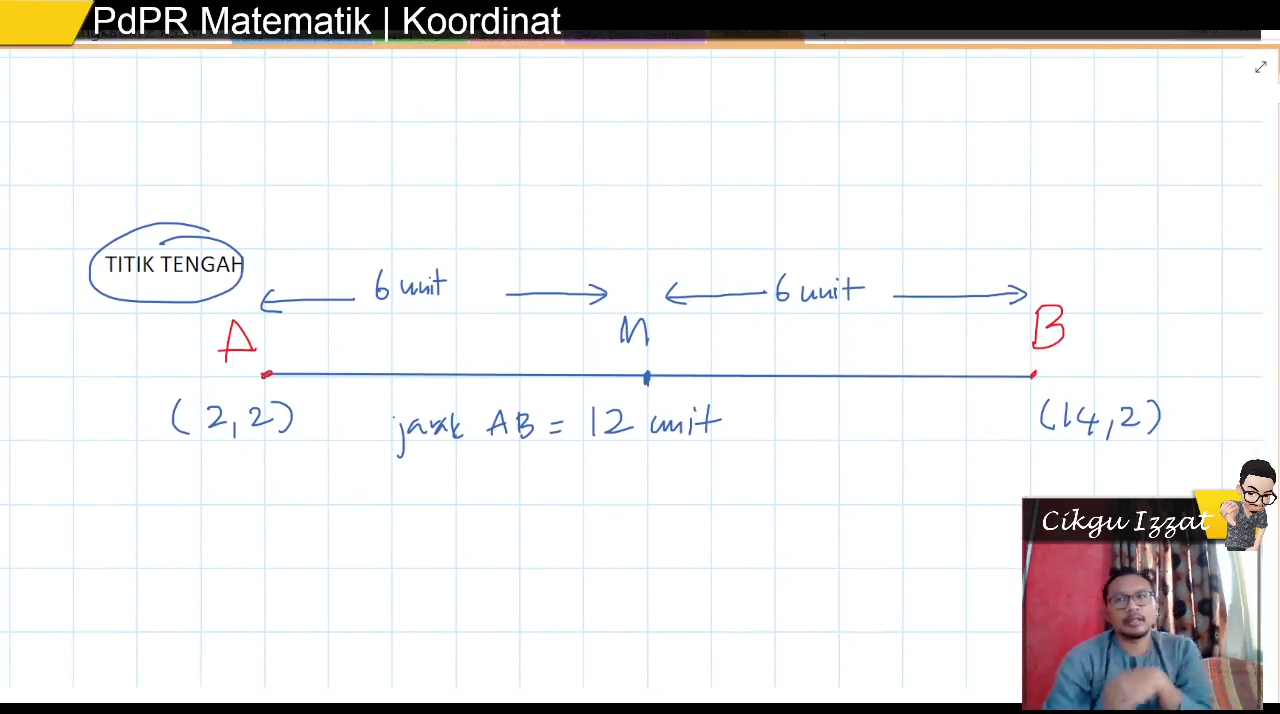 PdPR Matematik | Koordinat
TITIK TENGAH
6 unit
6 unit
A
M
B
(2,2)
jarak AB = 12 unit
(14,2)
Cikgu Izzat